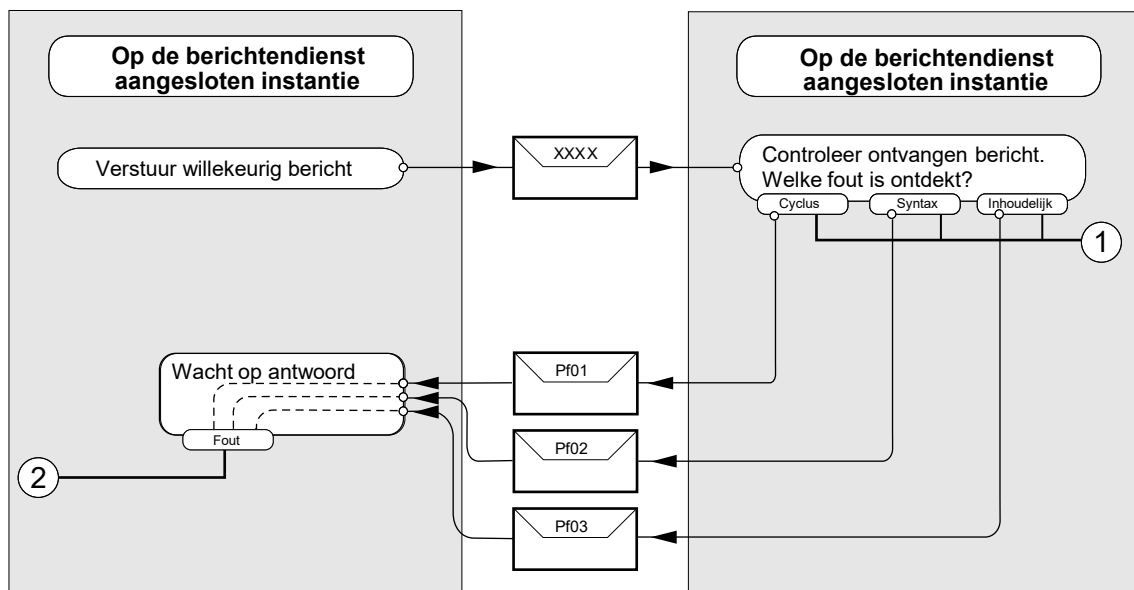 Op de berichtendienst
aangesloten instantie
Op de berichtendienst
aangesloten instantie
Verstuur willekeurig bericht
XXXX
Controleer ontvangen bericht.
Welke fout is ontdekt?
Cyclus
Syntax
Inhoudelijk
1
Wacht op antwoord
Fout
2
Pf01
Pf02
Pf03